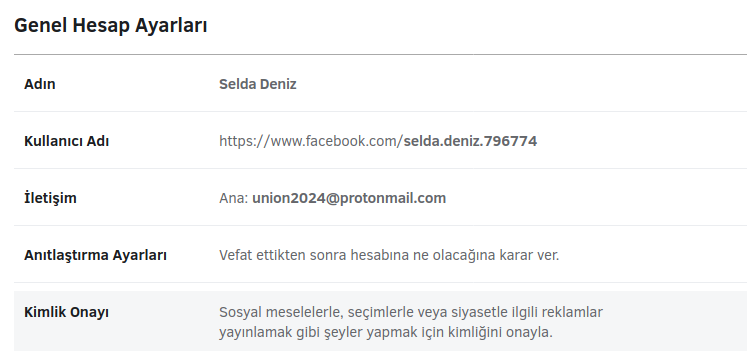 Genel Hesap Ayarları
Adın Selda Deniz
Kullanıcı Adı https://www.facebook.com/selda.deniz.796774
İletişim Ana: union2024@protonmail.com
Anıtlaştırma Ayarları Vefat ettikten sonra hesabına ne olacağına karar ver.
Kimlik Onayı Sosyal meselelerle, seçimlerle veya siyasetle ilgili reklamlar
yayınlamak gibi şeyler yapmak için kimliğini onayla.